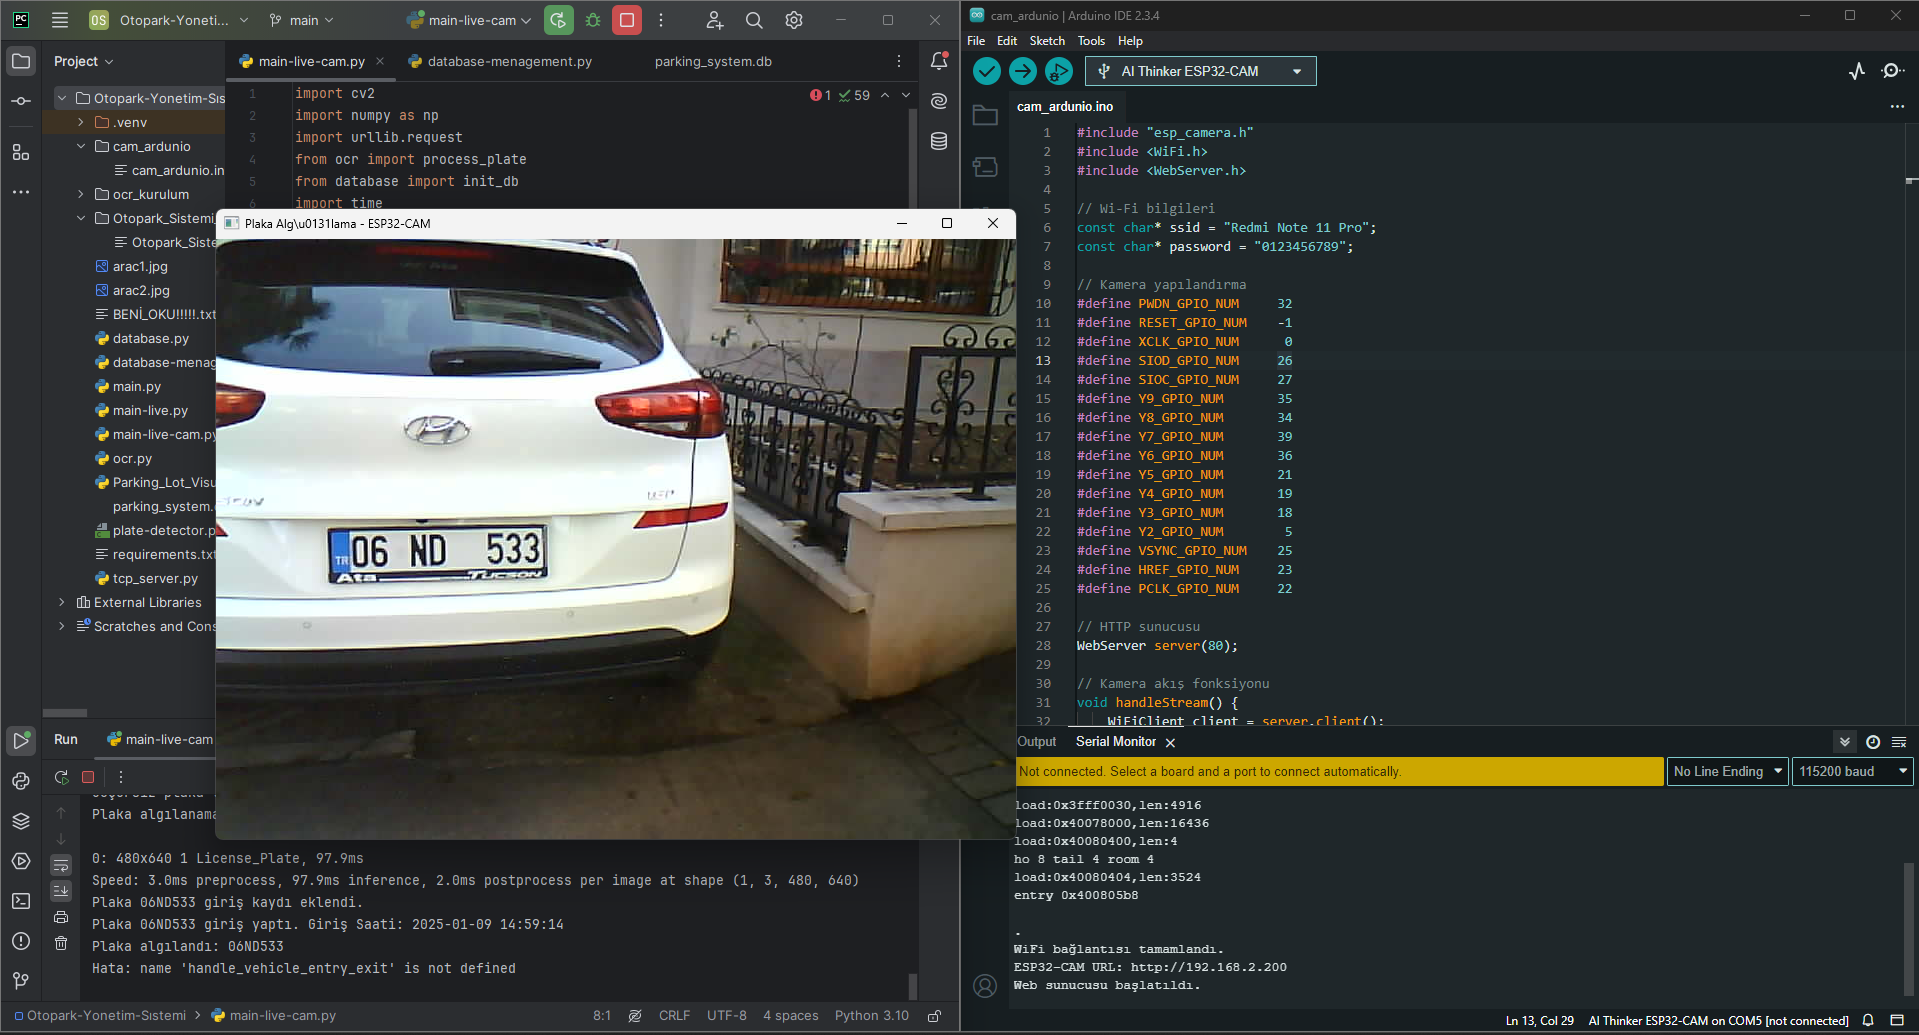 PC
OS
Otopark-Yoneti...
main
main-live-cam
Project
main-live-cam.py
database-menagement.py
parking_system.db
Otopark-Yonetim-Sis
.venv
cam_ardunio
cam_ardunio.in
ocr_kurulum
Otopark_Sistemi_
Otopark_Siste
arac1.jpg
arac2.jpg
BENİ_OKU!!!!!.txt
database.py
database-menag
main.py
main-live.py
main-live-cam.py
ocr.py
Parking_Lot_Visu
parking_system.
plate-detector.p
requirements.txt
tcp_server.py
External Libraries
Scratches and Cons
1 import cv2
2 import numpy as np
3 import urllib.request
4 from ocr import process_plate
5 from database import init_db
import time
1 59
Plaka Alg\u0131lama - ESP32-CAM
TR 06 ND 533
Ata TUCSON
Run main-live-cam
Plaka algılanama
0: 480x640 1 License_Plate, 97.9ms
Speed: 3.0ms preprocess, 97.9ms inference, 2.0ms postprocess per image at shape (1, 3, 480, 640)
Plaka 06ND533 giriş kaydı eklendi.
Plaka 06ND533 giriş yaptı. Giriş Saati: 2025-01-09 14:59:14
Plaka algılandı: 06ND533
Hata: name 'handle_vehicle_entry_exit' is not defined
Otopark-Yonetim-Sistemi > main-live-cam.py
8:1 CRLF UTF-8 4 spaces Python 3.10
cam_ardunio | Arduino IDE 2.3.4
File Edit Sketch Tools Help
AI Thinker ESP32-CAM
cam_ardunio.ino
1 #include "esp_camera.h"
2 #include <WiFi.h>
3 #include <WebServer.h>
4
5 // Wi-Fi bilgileri
6 const char* ssid = "Redmi Note 11 Pro";
7 const char* password = "0123456789";
8
9 // Kamera yapılandırma
10 #define PWDN_GPIO_NUM 32
11 #define RESET_GPIO_NUM -1
12 #define XCLK_GPIO_NUM 0
13 #define SIOD_GPIO_NUM 26
14 #define SIOC_GPIO_NUM 27
15 #define Y9_GPIO_NUM 35
16 #define Y8_GPIO_NUM 34
17 #define Y7_GPIO_NUM 39
18 #define Y6_GPIO_NUM 36
19 #define Y5_GPIO_NUM 21
20 #define Y4_GPIO_NUM 19
21 #define Y3_GPIO_NUM 18
22 #define Y2_GPIO_NUM 5
23 #define VSYNC_GPIO_NUM 25
24 #define HREF_GPIO_NUM 23
25 #define PCLK_GPIO_NUM 22
26
27 // HTTP sunucusu
28 WebServer server(80);
29
30 // Kamera akış fonksiyonu
31 void handleStream() {
32 WiFiClient client = server.client();
Output Serial Monitor
Not connected. Select a board and a port to connect automatically.
No Line Ending 115200 baud
load:0x3fff0030,len:4916
load:0x40078000,len:16436
load:0x40080400,len:4
ho 8 tail 4 room 4
load:0x40080404,len:3524
entry 0x400805b8
.
WiFi bağlantısı tamamlandı.
ESP32-CAM URL: http://192.168.2.200
Web sunucusu başlatıldı.
Ln 13, Col 29 AI Thinker ESP32-CAM on COM5 [not connected]